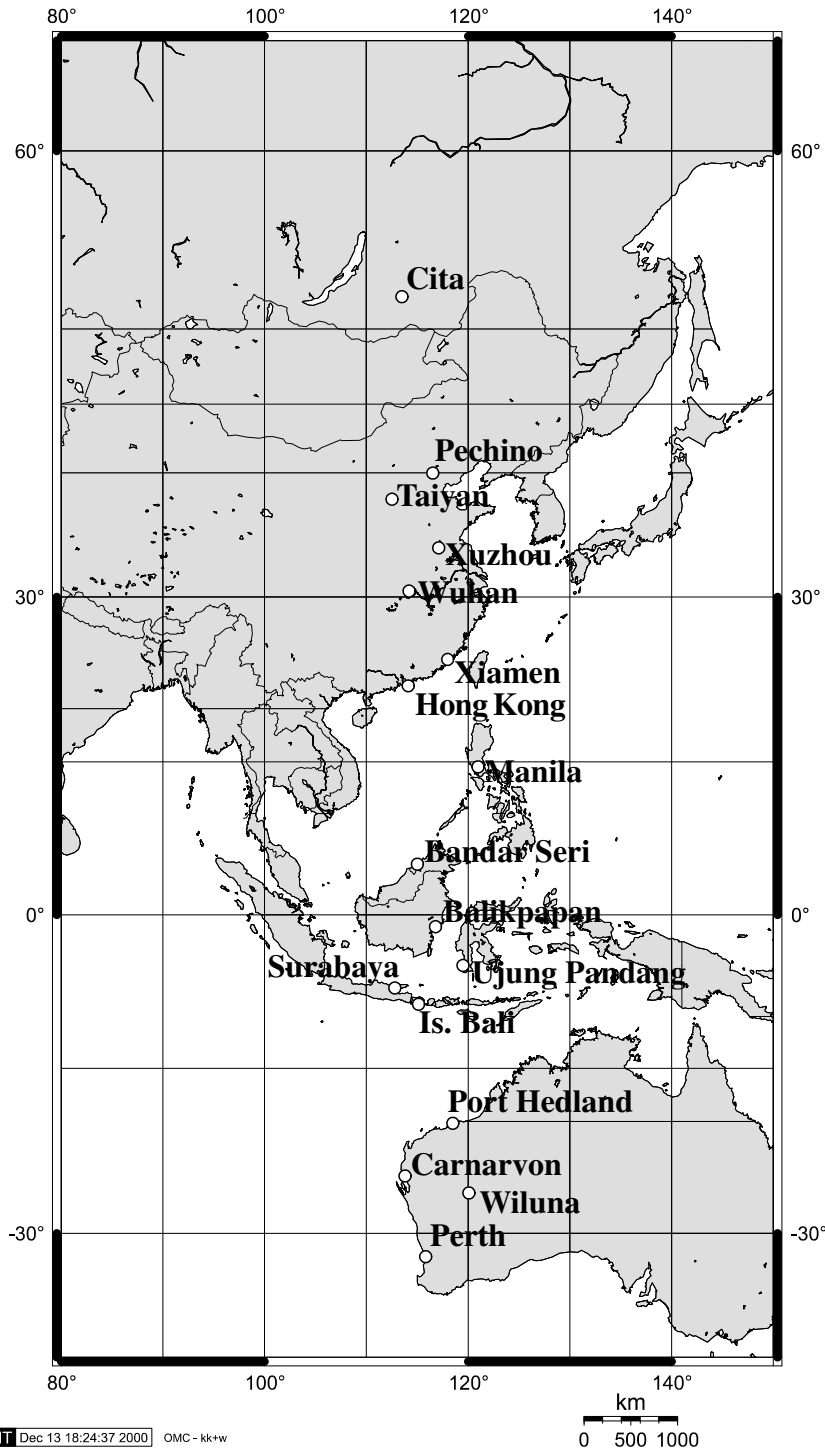 80° 100° 120° 140°
60° 60°
Cita
Pechino
Taiyan
Xuzhou
30° Wuhan 30°
Xiamen
Hong Kong
Manila
Bandar Seri
0° Balikpapan 0°
Surabaya Ujung Pandang
Is. Bali
Port Hedland
Carnarvon
Wiluna
-30° Perth -30°
80° 100° 120° 140°
km
0 500 1000
Dec 13 18:24:37 2000 OMC - kk+w